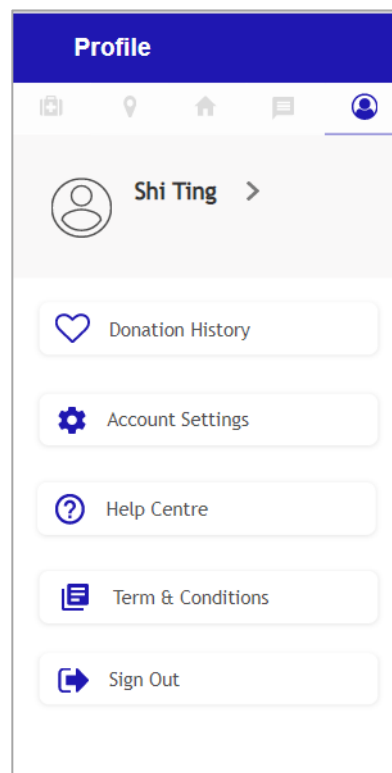 Profile
Shi Ting
Donation History
Account Settings
Help Centre
Term & Conditions
Sign Out